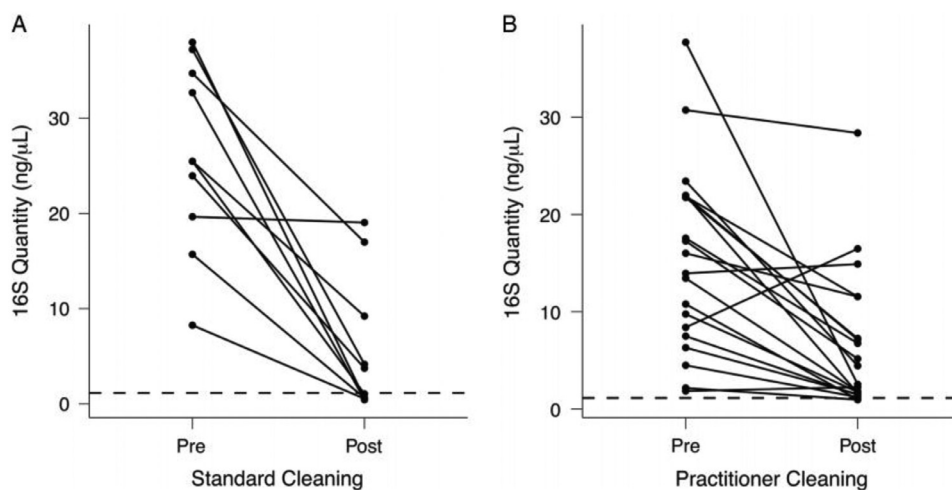 A
16S Quantity (ng/µL)
30
20
10
0
Pre Post
Standard Cleaning
B
16S Quantity (ng/µL)
30
20
10
0
Pre Post
Practitioner Cleaning